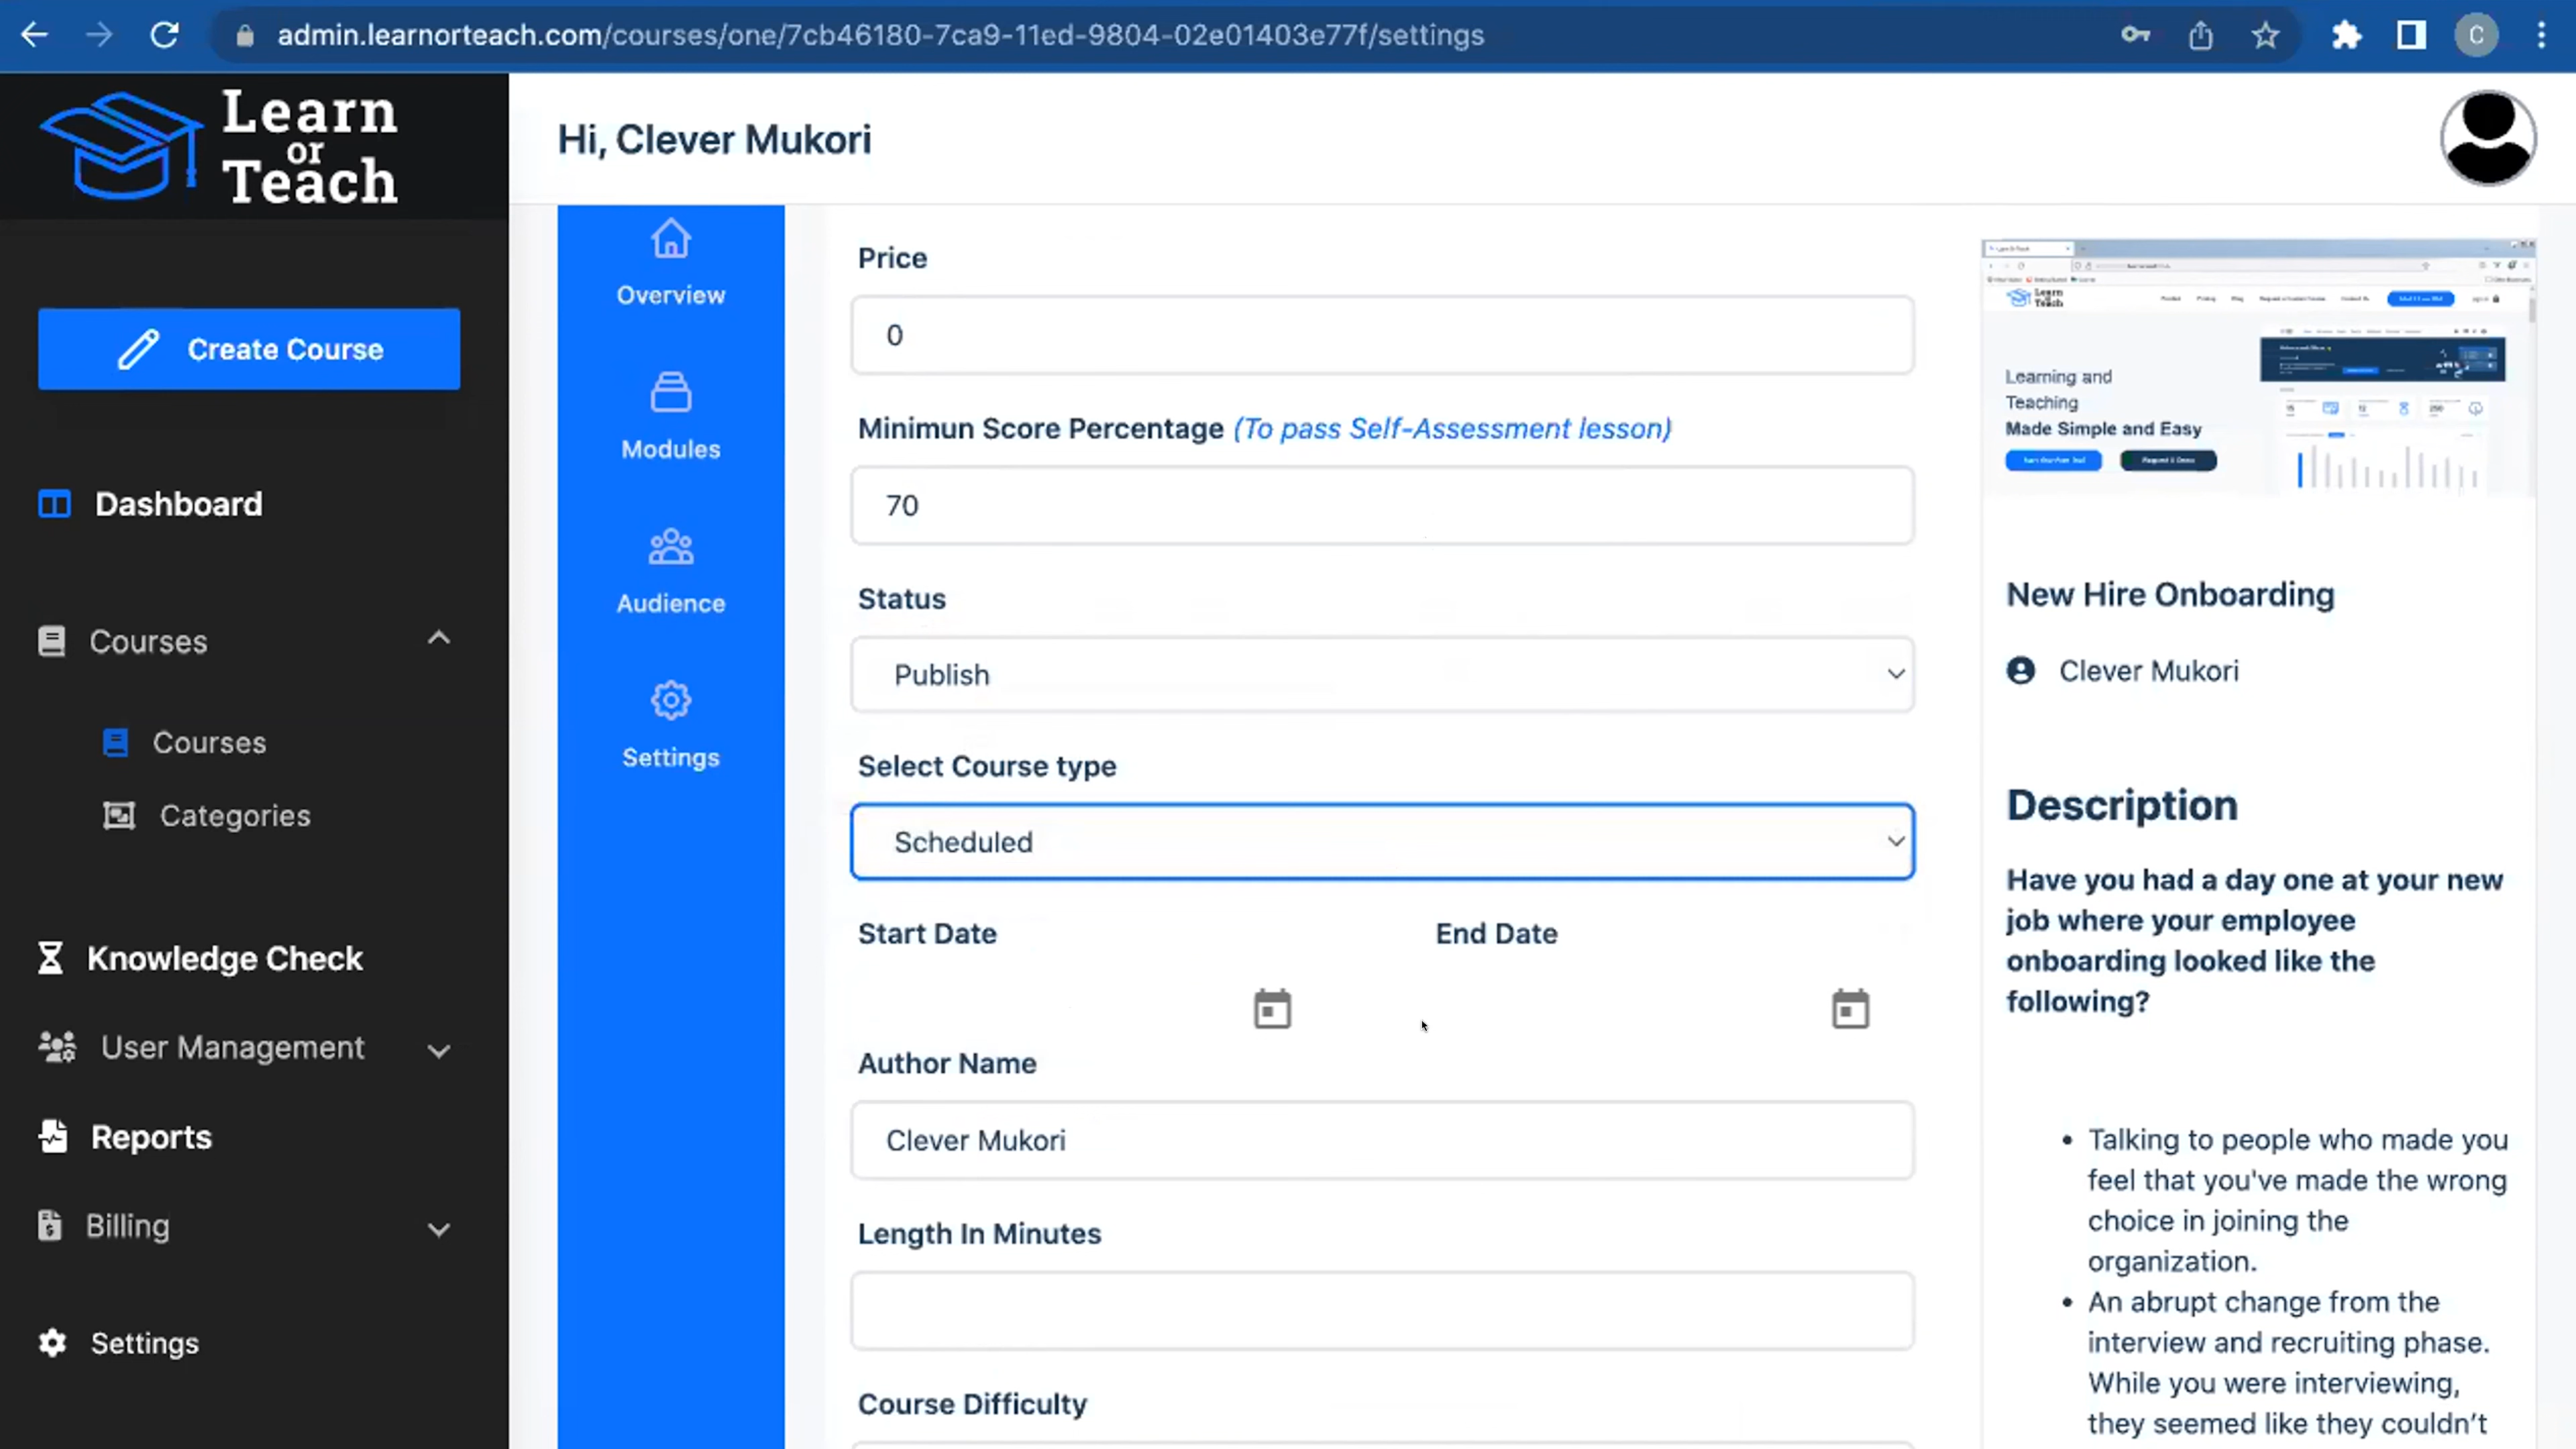 admin.learnorteach.com/courses/one/7cb46180-7ca9-11ed-9804-02e01403e77f/settings
C
Learn
or
Teach
Hi, Clever Mukori
Create Course
Dashboard
Courses
Courses
Categories
Knowledge Check
User Management
Reports
Billing
Settings
Overview
Modules
Audience
Settings
Price
0
Minimun Score Percentage (To pass Self-Assessment lesson)
70
Status
Publish
Select Course type
Scheduled
Start Date
End Date
Author Name
Clever Mukori
Length In Minutes
Course Difficulty
Learn
Teach
Learning and
Teaching
Made Simple and Easy
New Hire Onboarding
Clever Mukori
Description
Have you had a day one at your new
job where your employee
onboarding looked like the
following?
• Talking to people who made you
feel that you've made the wrong
choice in joining the
organization.
• An abrupt change from the
interview and recruiting phase.
While you were interviewing,
they seemed like they couldn't